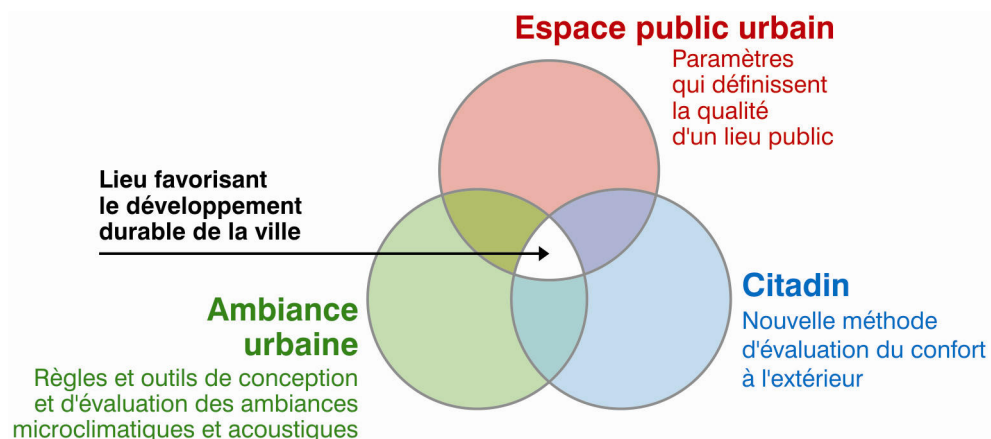 Espace public urbain
Paramètres
qui définissent
la qualité
d'un lieu public
Lieu favorisant
le développement
durable de la ville
Ambiance
urbaine
Règles et outils de conception
et d'évaluation des ambiances
microclimatiques et acoustiques
Citadin
Nouvelle méthode
d'évaluation du confort
à l'extérieur